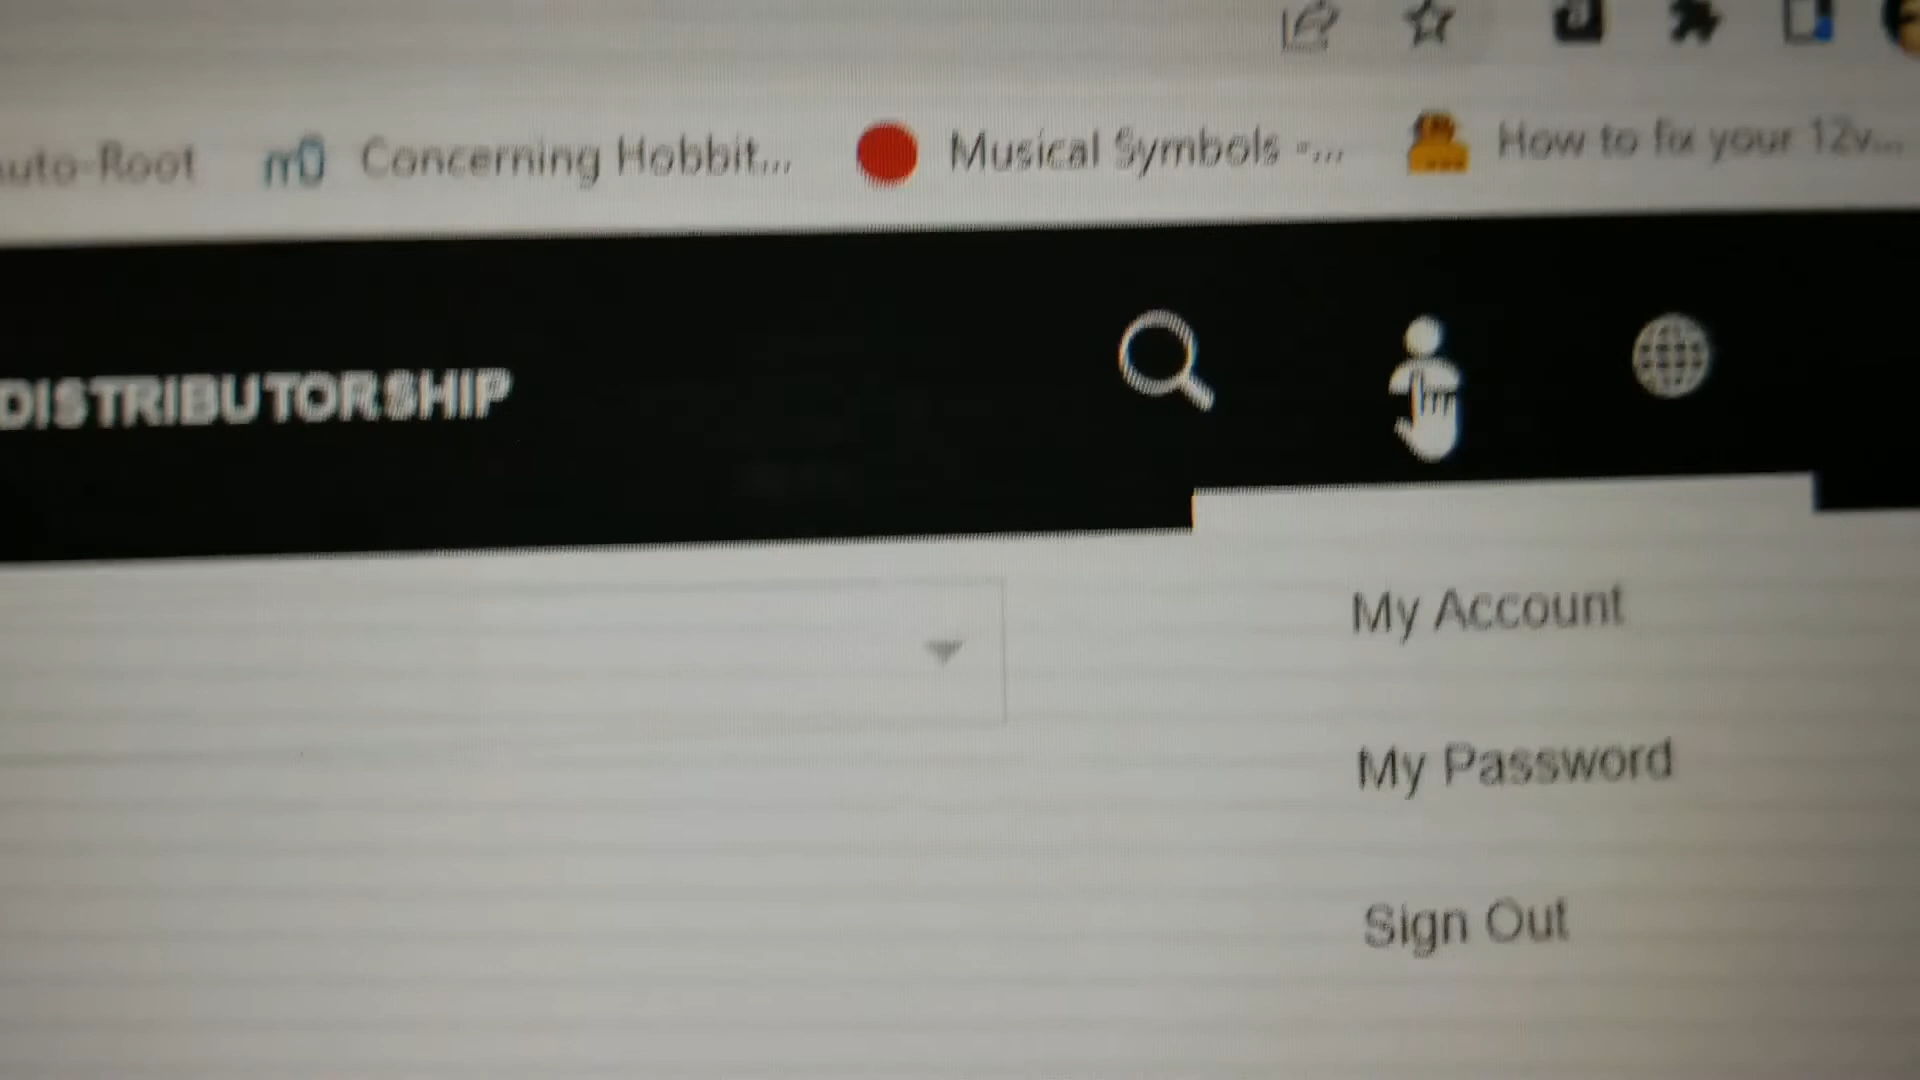 uto-Root Concerning Hobbit... Musical Symbols -... How to fix your 12v...
DISTRIBUTORSHIP
My Account
My Password
Sign Out